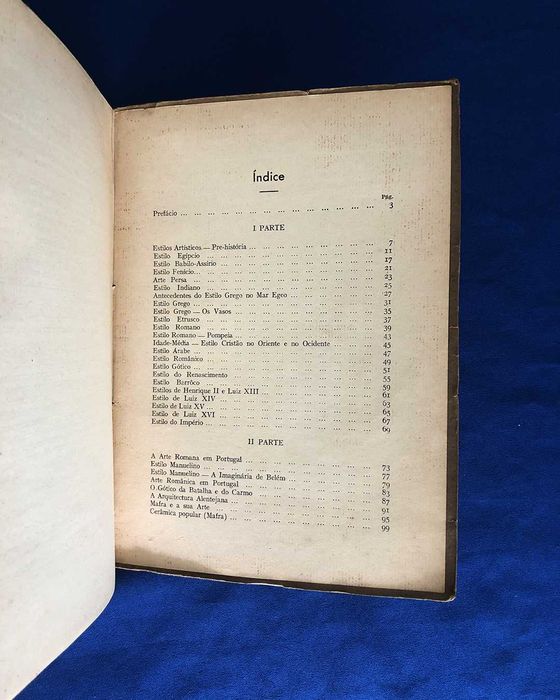 Índice
Pág.
Prefácio ... ... ... ... ... ... ... ... ... ... ... ... ... 3
I PARTE
Estilos Artísticos — Pre-história ... ... ... ... ... ... ... 7
Estilo Egípcio ... ... ... ... ... ... ... ... ... ... 11
Estilo Babilo-Assírio ... ... ... ... ... ... ... ... ... 17
Estilo Fenício... ... ... ... ... ... ... ... ... ... ... 21
Arte Persa ... ... ... ... ... ... ... ... ... ... ... 23
Estilo Indiano ... ... ... ... ... ... ... ... ... ... 25
Antecedentes do Estilo Grego no Mar Egeo ... ... ... ... ... 27
Estilo Grego ... ... ... ... ... ... ... ... ... ... ... 31
Estilo Grego — Os Vasos ... ... ... ... ... ... ... ... 35
Estilo Etrusco ... ... ... ... ... ... ... ... ... ... 37
Estilo Romano ... ... ... ... ... ... ... ... ... ... 39
Estilo Romano — Pompeia ... ... ... ... ... ... ... ... 43
Idade-Média — Estilo Cristão no Oriente e no Ocidente ... ... ... 45
Estilo Árabe ... ... ... ... ... ... ... ... ... ... ... 47
Estilo Românico ... ... ... ... ... ... ... ... ... ... 49
Estilo Gótico ... ... ... ... ... ... ... ... ... ... ... 51
Estilo do Renascimento ... ... ... ... ... ... ... ... 55
Estilo Barrôco ... ... ... ... ... ... ... ... ... ... 59
Estilos de Henrique II e Luiz XIII ... ... ... ... ... ... 61
Estilo de Luiz XIV ... ... ... ... ... ... ... ... ... 63
Estilo de Luiz XV ... ... ... ... ... ... ... ... ... ... 65
Estilo de Luiz XVI ... ... ... ... ... ... ... ... ... 67
Estilo do Império ... ... ... ... ... ... ... ... ... ... 69
II PARTE
A Arte Romana em Portugal ... ... ... ... ... ... ... ... 73
Estilo Manuelino ... ... ... ... ... ... ... ... ... ... 77
Estilo Manuelino — A Imaginária de Belém ... ... ... ... ... 79
Arte Românica em Portugal ... ... ... ... ... ... ... ... 83
O Gótico da Batalha e do Carmo ... ... ... ... ... ... ... 87
A Arquitectura Alentejana ... ... ... ... ... ... ... ... 91
Mafra e a sua Arte ... ... ... ... ... ... ... ... ... 95
Cerâmica popular (Mafra) ... ... ... ... ... ... ... ... 99